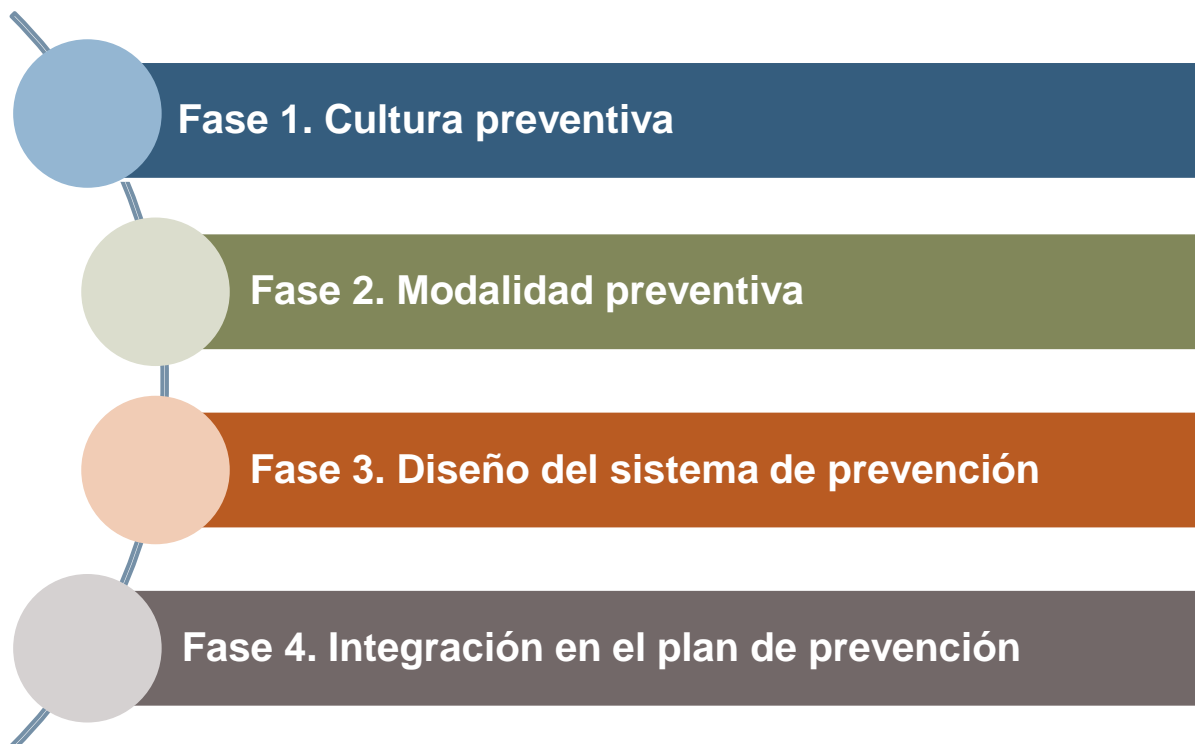 Fase 1. Cultura preventiva
Fase 2. Modalidad preventiva
Fase 3. Diseño del sistema de prevención
Fase 4. Integración en el plan de prevención